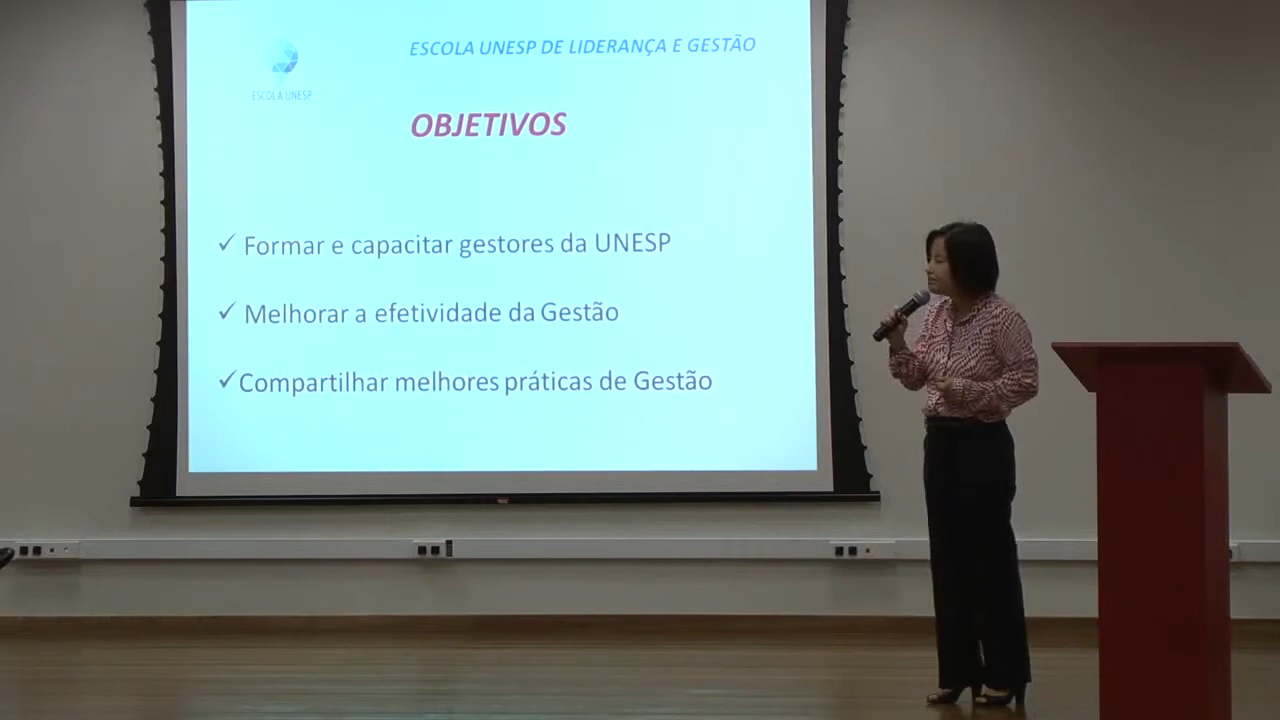 ESCOLA UNESP DE LIDERANÇA E GESTÃO
ESCOLA UNESP
OBJETIVOS
✓ Formar e capacitar gestores da UNESP
✓ Melhorar a efetividade da Gestão
✓Compartilhar melhores práticas de Gestão